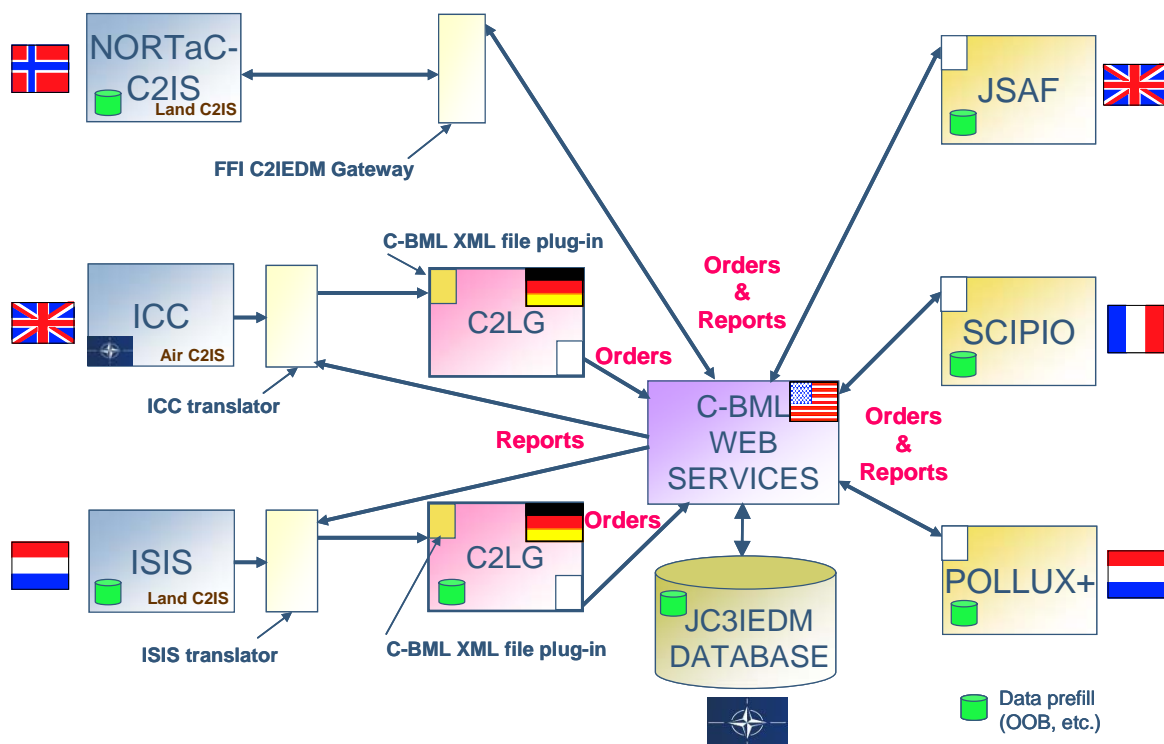 NORTaC-
C2IS
Land C2IS
FFI C2IEDM Gateway
JSAF
C-BML XML file plug-in
ICC
Air C2IS
ICC translator
C2LG
Orders
Orders
&
Reports
SCIPIO
C-BML
WEB
SERVICES
Reports
Orders
&
Reports
ISIS
Land C2IS
ISIS translator
C2LG
Orders
C-BML XML file plug-in
JC3IEDM
DATABASE
POLLUX+
Data prefill
(OOB, etc.)